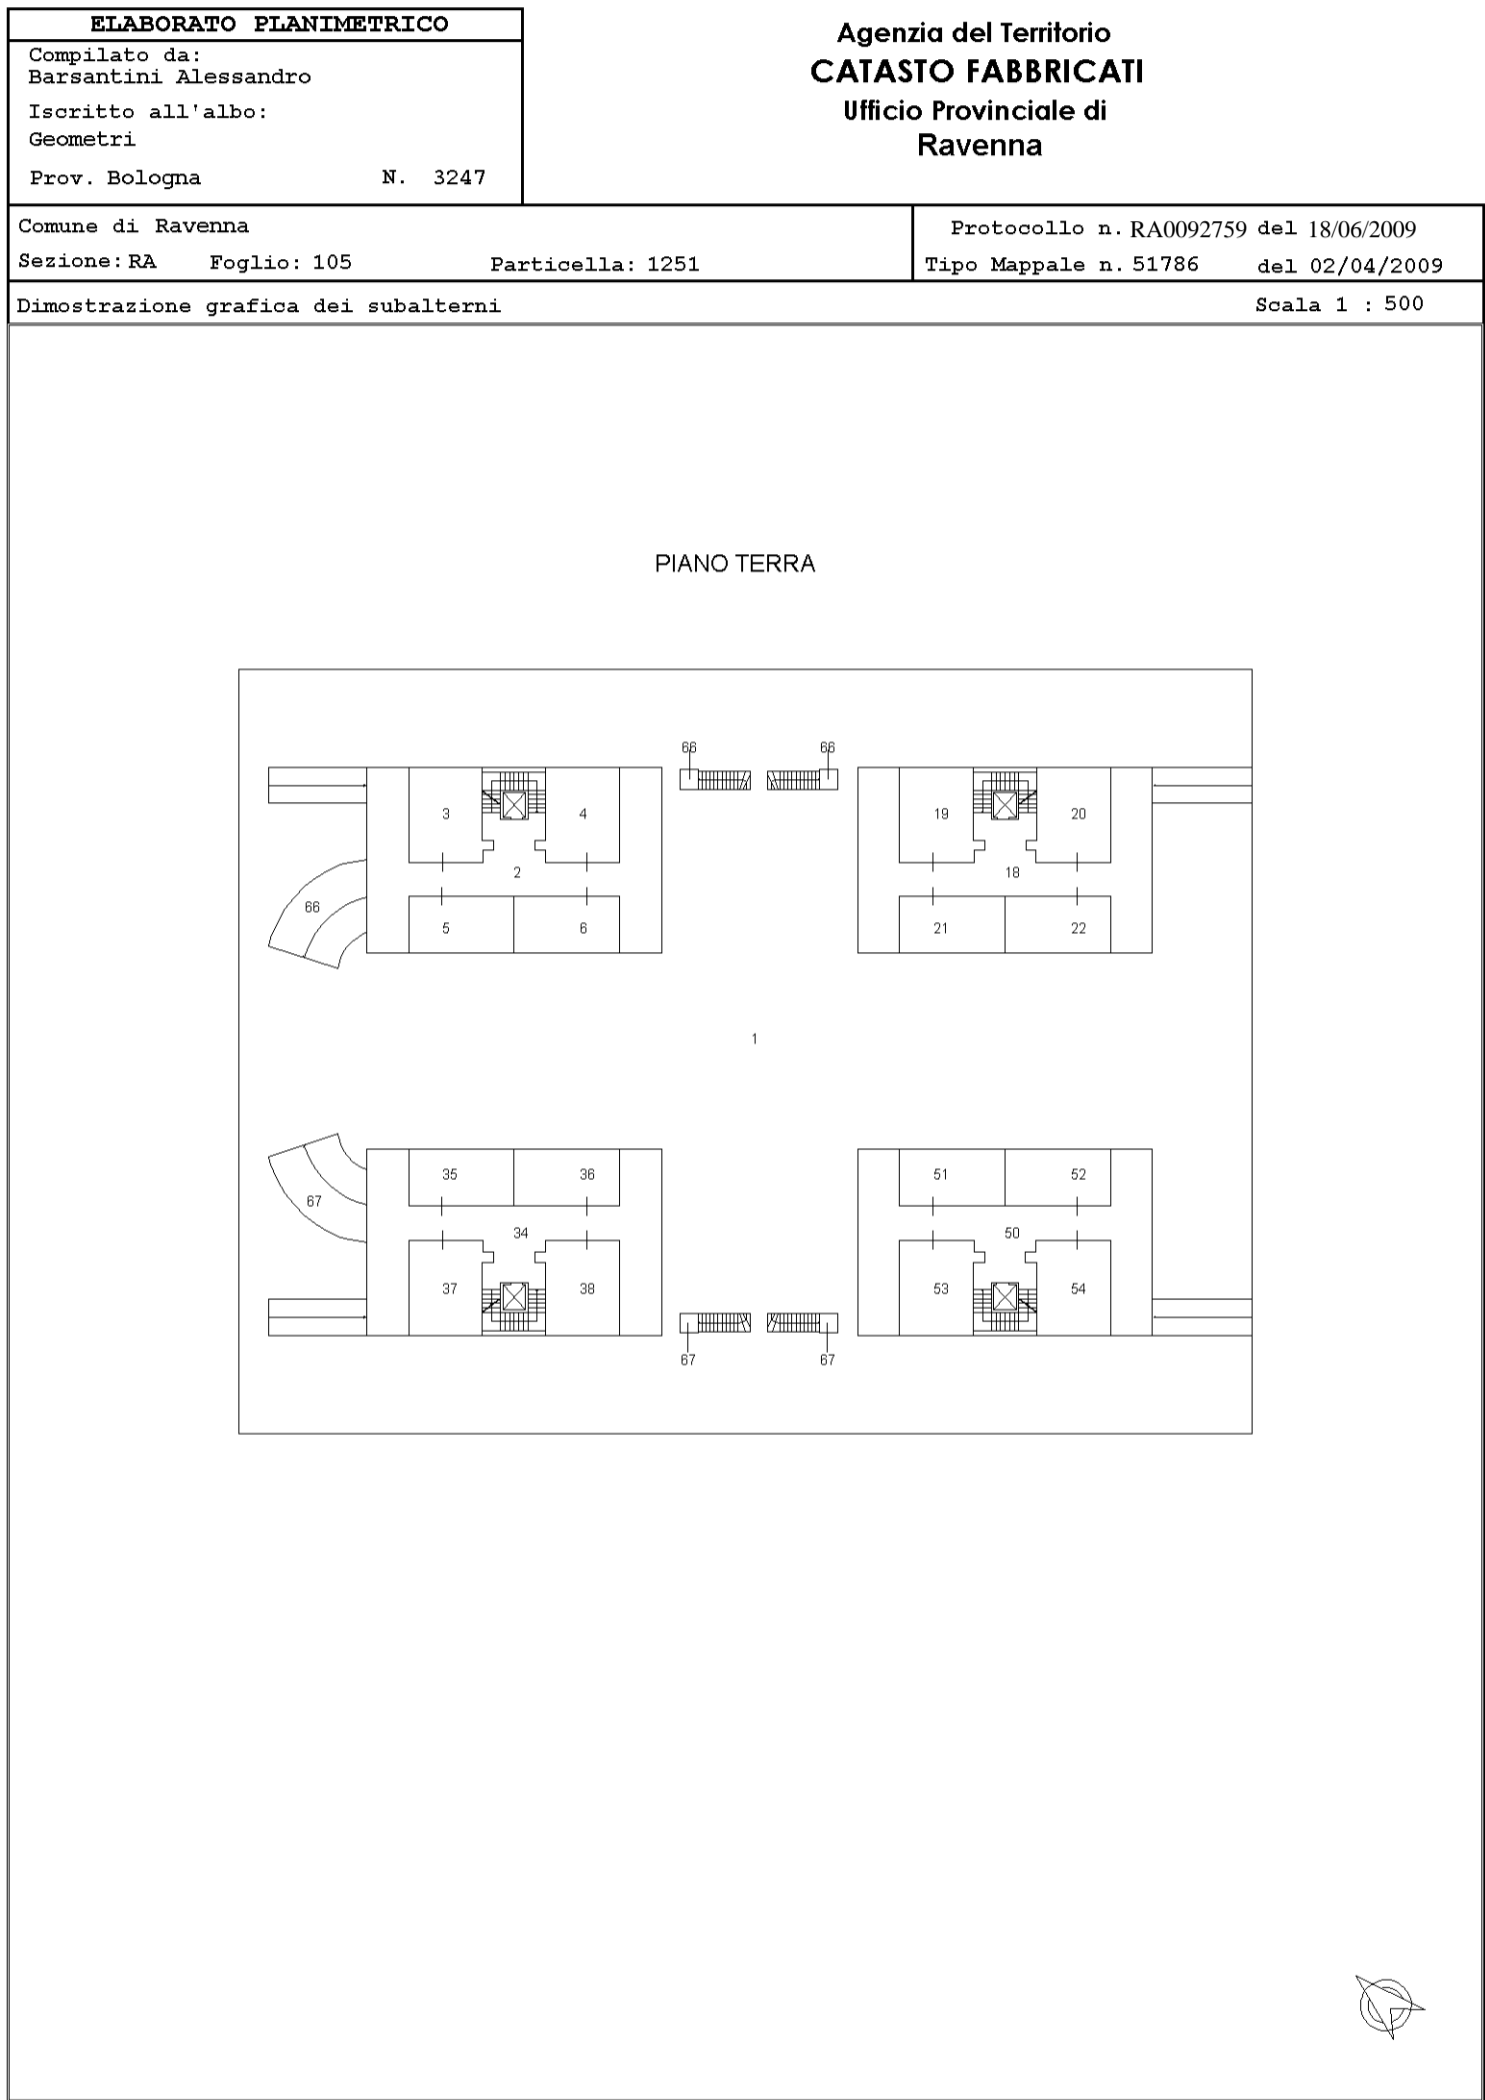 ELABORATO PLANIMETRICO
Compilato da:
Barsantini Alessandro
Iscritto all'albo:
Geometri
Prov. Bologna N. 3247
Agenzia del Territorio
CATASTO FABBRICATI
Ufficio Provinciale di
Ravenna
Comune di Ravenna
Sezione: RA Foglio: 105 Particella: 1251
Protocollo n. RA0092759 del 18/06/2009
Tipo Mappale n. 51786 del 02/04/2009
Dimostrazione grafica dei subalterni Scala 1 : 500
PIANO TERRA
66 66
3 4 19 20
2 18
66
5 6 21 22
1
35 36 51 52
67
34 50
37 38 53 54
67 67